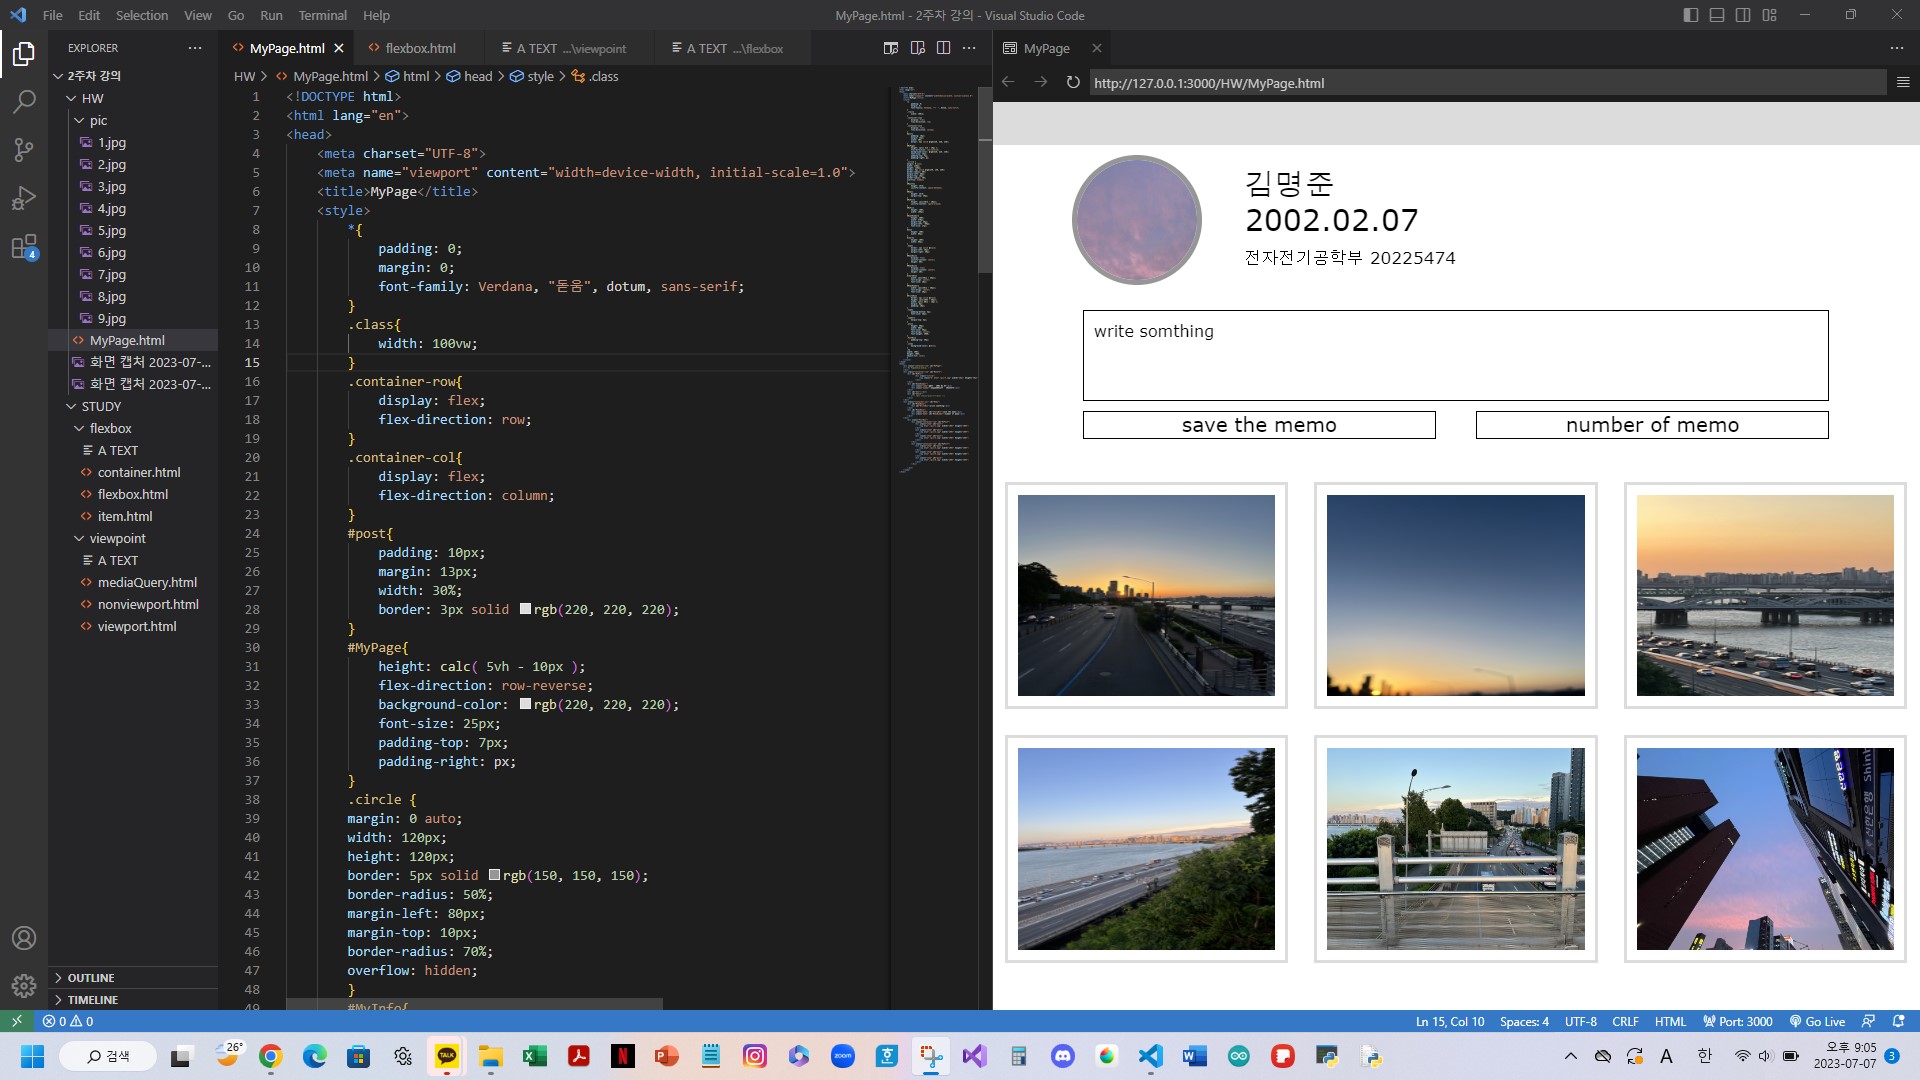 File Edit Selection View Go Run Terminal Help
MyPage.html - 2주차 강의 - Visual Studio Code
EXPLORER
2주차 강의
HW
pic
1.jpg
2.jpg
3.jpg
4.jpg
5.jpg
6.jpg
7.jpg
8.jpg
9.jpg
MyPage.html
화면 캡처 2023-07-...
화면 캡처 2023-07-...
STUDY
flexbox
A TEXT
container.html
flexbox.html
item.html
viewpoint
A TEXT
mediaQuery.html
nonviewport.html
viewport.html
OUTLINE
TIMELINE
4
MyPage.html
flexbox.html
A TEXT ...\viewpoint
A TEXT ...\flexbox
HW > MyPage.html > html > head > style > .class
1 <!DOCTYPE html>
2 <html lang="en">
3 <head>
4 <meta charset="UTF-8">
5 <meta name="viewport" content="width=device-width, initial-scale=1.0">
6 <title>MyPage</title>
7 <style>
8 *{
9 padding: 0;
10 margin: 0;
11 font-family: Verdana, "돋움", dotum, sans-serif;
12 }
13 .class{
14 width: 100vw;
15 }
16 .container-row{
17 display: flex;
18 flex-direction: row;
19 }
20 .container-col{
21 display: flex;
22 flex-direction: column;
23 }
24 #post{
25 padding: 10px;
26 margin: 13px;
27 width: 30%;
28 border: 3px solid rgb(220, 220, 220);
29 }
30 #MyPage{
31 height: calc( 5vh - 10px );
32 flex-direction: row-reverse;
33 background-color: rgb(220, 220, 220);
34 font-size: 25px;
35 padding-top: 7px;
36 padding-right: px;
37 }
38 .circle {
39 margin: 0 auto;
40 width: 120px;
41 height: 120px;
42 border: 5px solid rgb(150, 150, 150);
43 border-radius: 50%;
44 margin-left: 80px;
45 margin-top: 10px;
46 border-radius: 70%;
47 overflow: hidden;
48 }
49 #MyInfo{
MyPage
http://127.0.0.1:3000/HW/MyPage.html
김명준
2002.02.07
전자전기공학부 20225474
write somthing
save the memo
number of memo
0 0
Ln 15, Col 10 Spaces: 4 UTF-8 CRLF HTML Port: 3000 Go Live
검색
26°
TALK
zoom
A 한
오후 9:05
2023-07-07
3